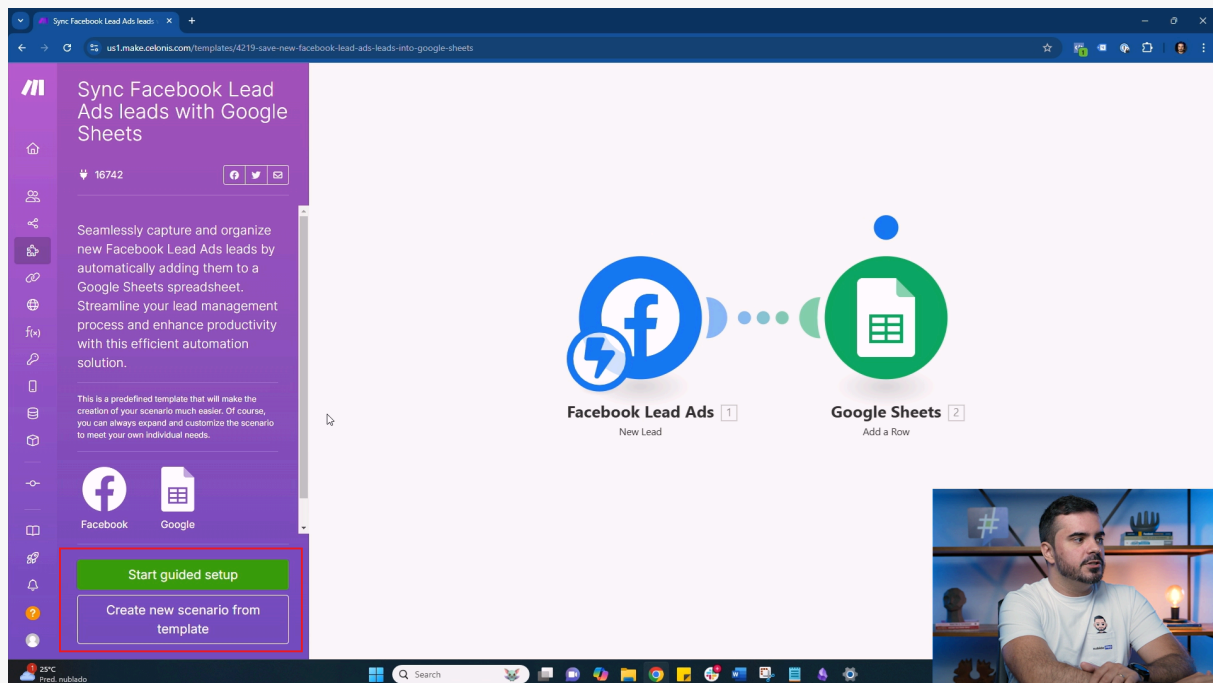 Sync Facebook Lead Ads leads
us1.make.celonis.com/templates/4219-save-new-facebook-lead-ads-leads-into-google-sheets
Sync Facebook Lead
Ads leads with Google
Sheets
16742
Seamlessly capture and organize
new Facebook Lead Ads leads by
automatically adding them to a
Google Sheets spreadsheet.
Streamline your lead management
process and enhance productivity
with this efficient automation
solution.
This is a predefined template that will make the
creation of your scenario much easier. Of course,
you can always expand and customize the scenario
to meet your own individual needs.
Facebook
Google
Start guided setup
Create new scenario from
template
Facebook Lead Ads 1
New Lead
Google Sheets 2
Add a Row
f(x)
1
25°C
Pred. nublado
Search